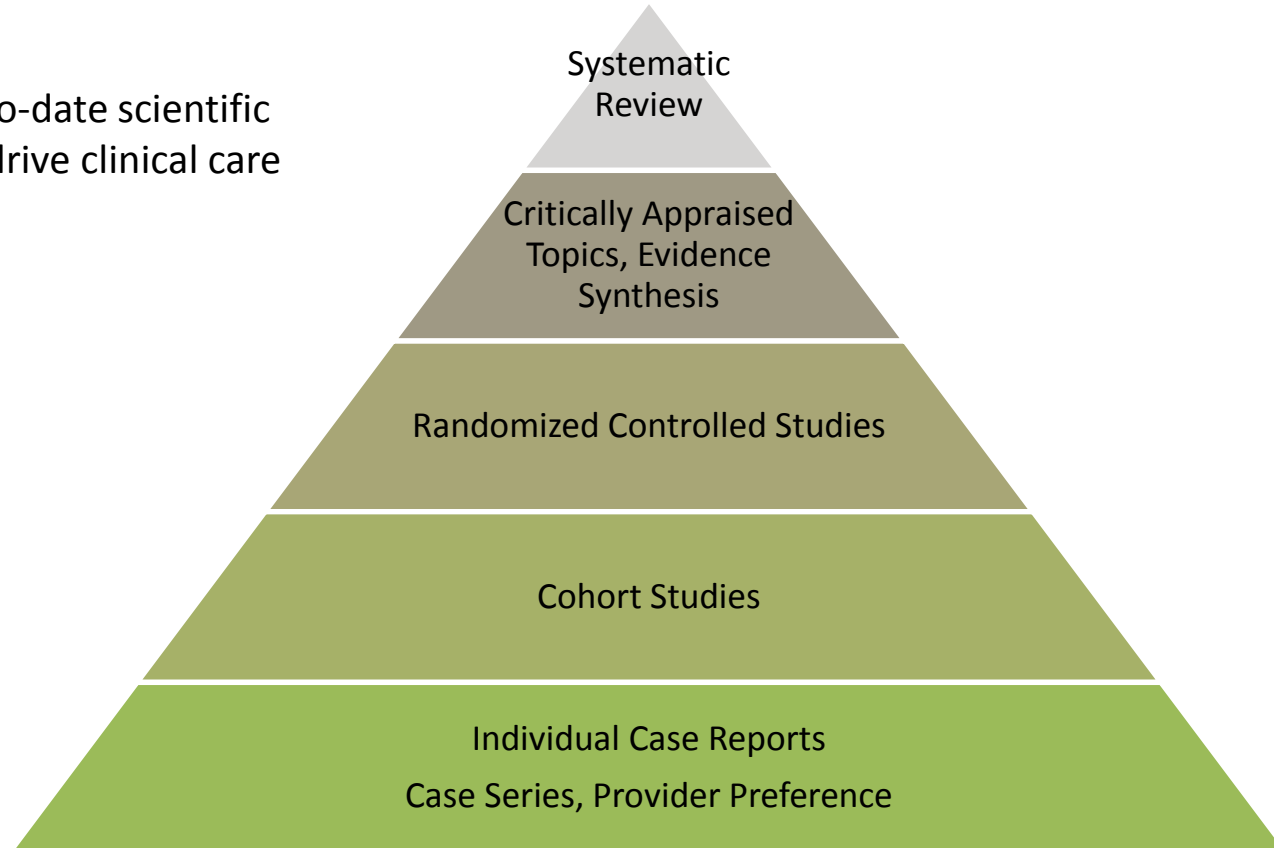 Systematic
Review
o-date scientific
drive clinical care
Critically Appraised
Topics, Evidence
Synthesis
Randomized Controlled Studies
Cohort Studies
Individual Case Reports
Case Series, Provider Preference